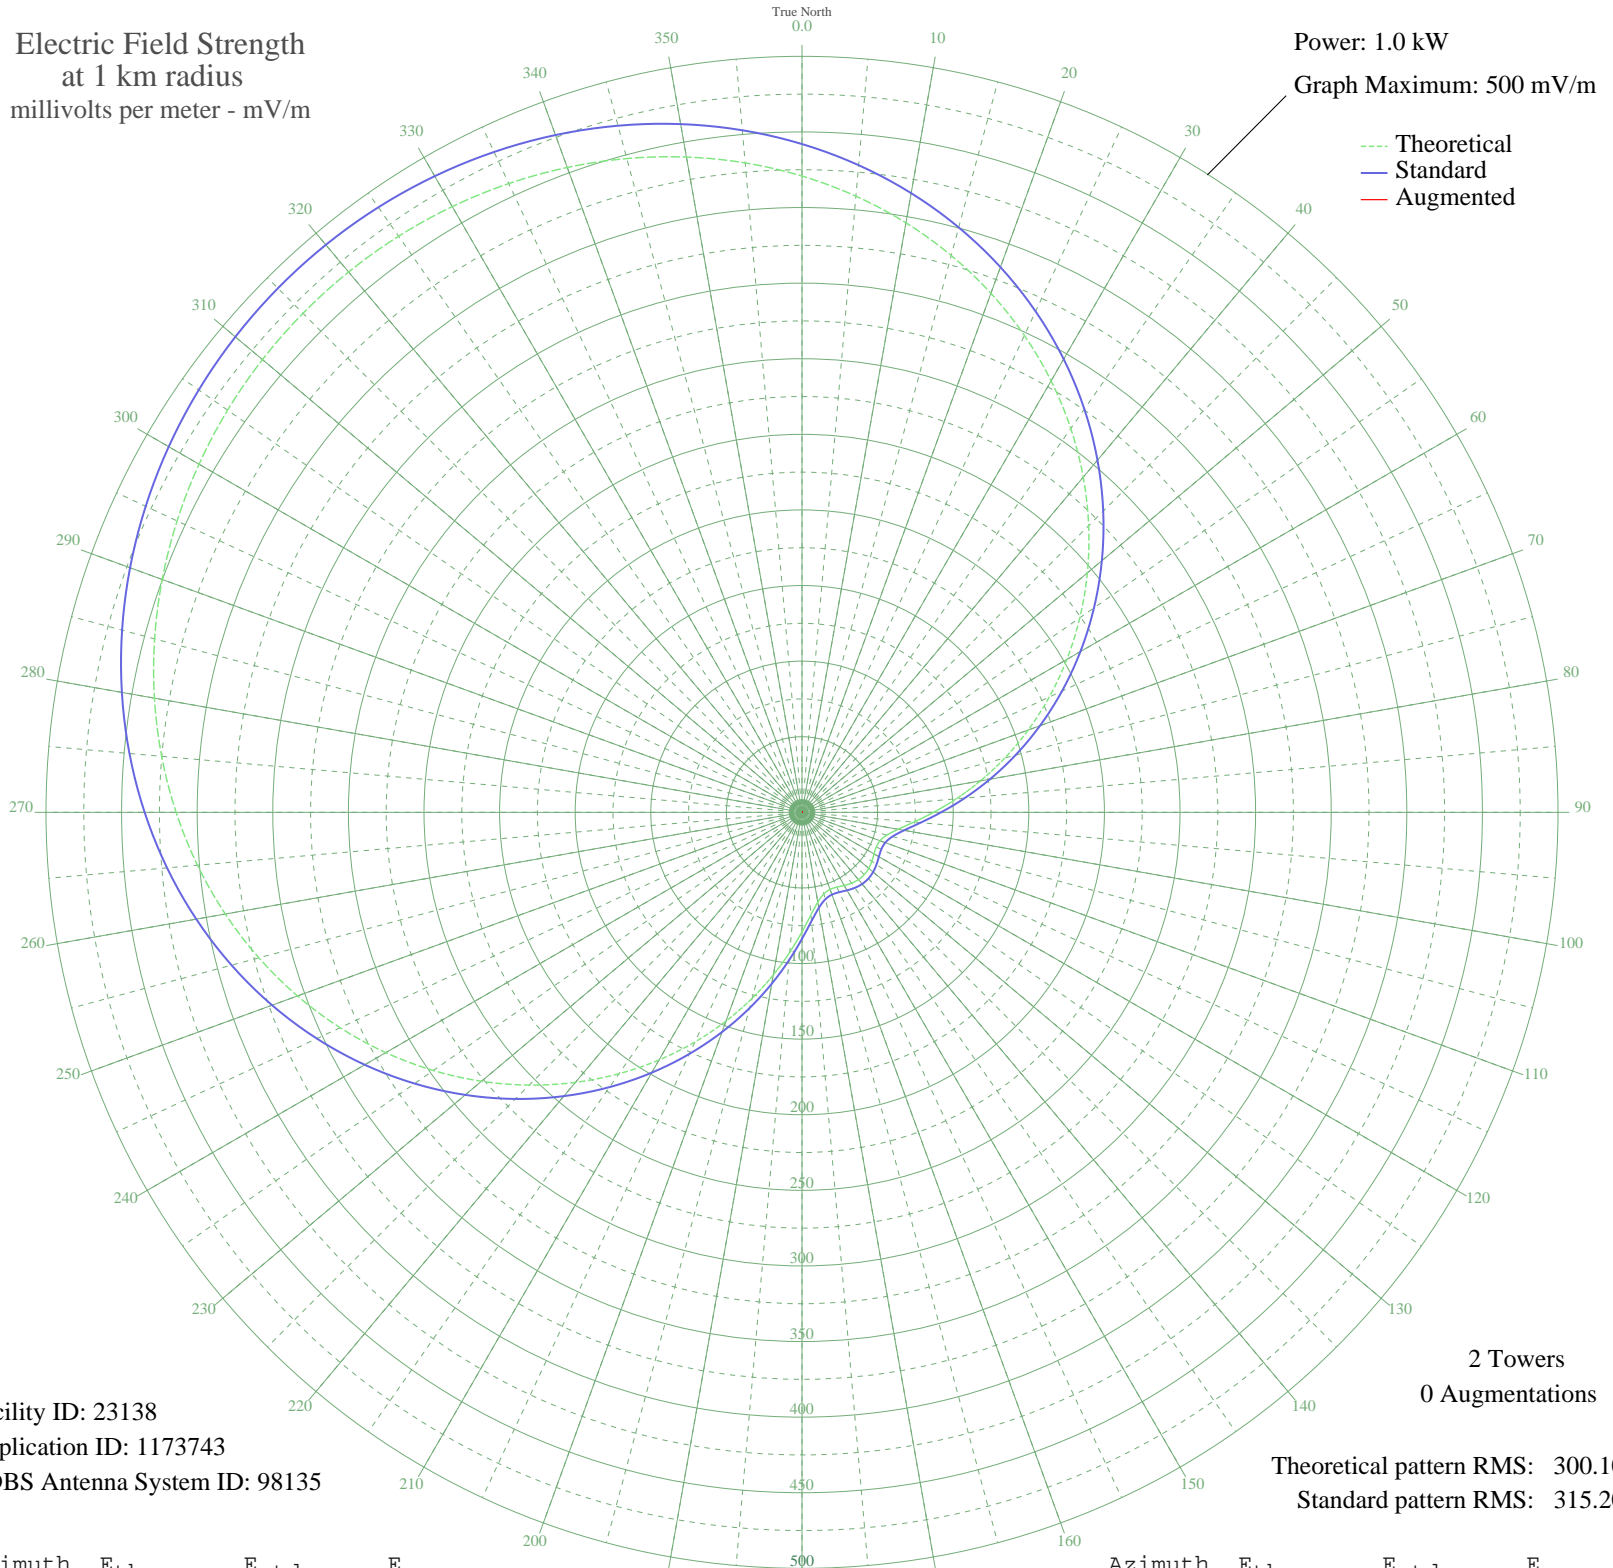 True North
0.0
Electric Field Strength
at 1 km radius
millivolts per meter - mV/m
Power: 1.0 kW
Graph Maximum: 500 mV/m
Theoretical
Standard
Augmented
10
20
30
40
50
60
70
80
90
100
110
120
130
140
150
160
200
210
220
230
240
250
260
270
280
290
300
310
320
330
340
350
100
150
200
250
300
350
400
450
500
2 Towers
0 Augmentations
cility ID: 23138
plication ID: 1173743
DBS Antenna System ID: 98135
Theoretical pattern RMS: 300.10
Standard pattern RMS: 315.20